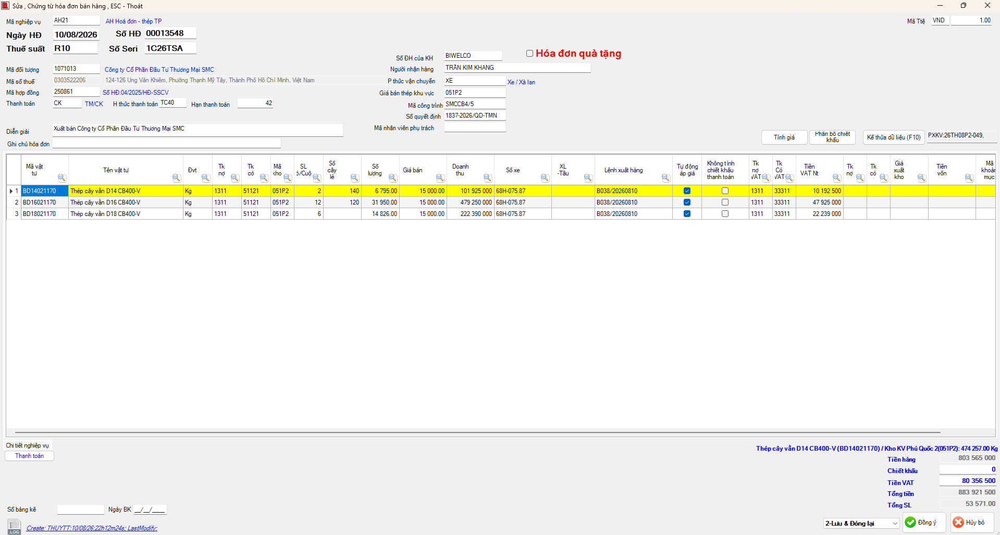 Sửa , Chứng từ hóa đơn bán hàng , ESC - Thoát
Mã nghiệp vụ AH21 AH Hoá đơn - thép TP Mã Ttệ VND 1.00
Ngày HĐ 10/08/2026 Số HĐ 00013548
Thuế suất R10 Số Seri 1C26TSA
Số ĐH của KH BIWELCO Hóa đơn quà tặng
Mã đối tượng 1071013 Công ty Cổ Phần Đầu Tư Thương Mại SMC Người nhận hàng TRẦN KIM KHANG
Mã số thuế 0303522206 124-126 Ung Văn Khiêm, Phường Thạnh Mỹ Tây, Thành Phố Hồ Chí Minh, Việt Nam P thức vận chuyển XE Xe / Xà lan
Mã hợp đồng 250861 Số HĐ:04/2025/HĐ-SSCV Giá bán thép khu vực 051P2
Thanh toán CK TM/CK H thức thanh toán TC40 Hạn thanh toán 42 Mã công trình SMCCB4/5
Số quyết định 1837-2026/QD-TMN
Diễn giải Xuất bán Công ty Cổ Phần Đầu Tư Thương Mại SMC Mã nhân viên phụ trách
Ghi chú hóa đơn Tính giá Phân bổ chiết khấu Kế thừa dữ liệu (F10) PXKV:26TH08P2-049,
Mã vật tư Tên vật tư Đvt Tk nợ Tk có Mã kho SL ó/Cuộ Số cây lẻ Số lượng Giá bán Doanh thu Số xe XL -Tàu Lệnh xuất hàng Tự động áp giá Không tính chiết khấu thanh toán Tk nợ VAT Tk Có VAT Tiền VAT Nt Tk nợ Tk có Giá xuất kho Tiền vốn Mã khoản mục
1 BD14021170 Thép cây vằn D14 CB400-V Kg 1311 51121 051P2 2 140 6 795.00 15 000.00 101 925 000 68H-075.87 B038/20260810 1311 33311 10 192 500
2 BD16021170 Thép cây vằn D16 CB400-V Kg 1311 51121 051P2 12 120 31 950.00 15 000.00 479 250 000 68H-075.87 B038/20260810 1311 33311 47 925 000
3 BD18021170 Thép cây vằn D18 CB400-V Kg 1311 51121 051P2 6 14 826.00 15 000.00 222 390 000 68H-075.87 B038/20260810 1311 33311 22 239 000
Chi tiết nghiệp vụ
Thanh toán
Thép cây vằn D14 CB400-V (BD14021170) / Kho KV Phú Quốc 2(051P2): 474 257.00 Kg
Tiền hàng 803 565 000
Chiết khấu 0
Tiền VAT 80 356 500
Tổng tiền 883 921 500
Tổng SL 53 571.00
Số bảng kê Ngày BK __/__/____
LOG Create: THUYTT:10/08/26:22h12m24s; LastModify:
2-Lưu & Đóng lại Đồng ý Hủy bỏ